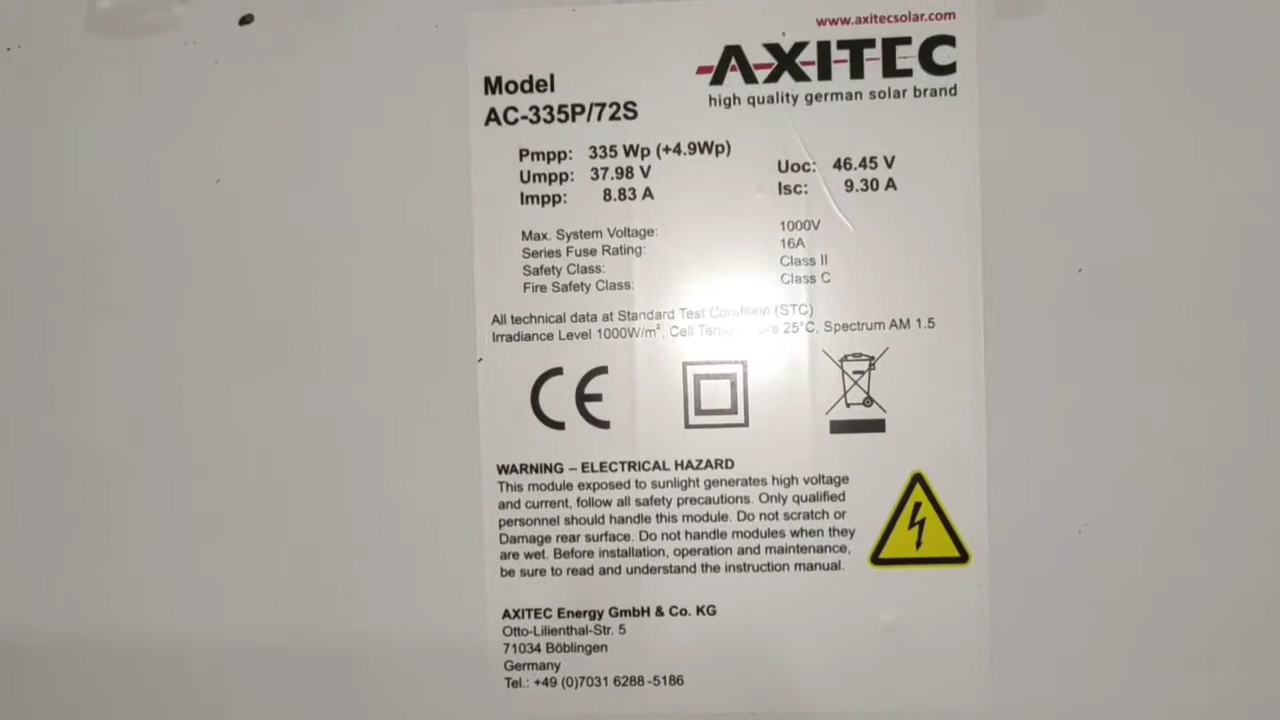 www.axitecsolar.com
AXITEC
high quality german solar brand
Model
AC-335P/72S
Pmpp: 335 Wp (+4.9Wp)
Umpp: 37.98 V
Impp: 8.83 A
Uoc: 46.45 V
Isc: 9.30 A
Max. System Voltage: 1000V
Series Fuse Rating: 16A
Safety Class: Class II
Fire Safety Class: Class C
All technical data at Standard Test Condition (STC)
Irradiance Level 1000W/m², Cell Temperature 25°C, Spectrum AM 1.5
CE
WARNING – ELECTRICAL HAZARD
This module exposed to sunlight generates high voltage
and current, follow all safety precautions. Only qualified
personnel should handle this module. Do not scratch or
Damage rear surface. Do not handle modules when they
are wet. Before installation, operation and maintenance,
be sure to read and understand the instruction manual.
AXITEC Energy GmbH & Co. KG
Otto-Lilienthal-Str. 5
71034 Böblingen
Germany
Tel.: +49 (0)7031 6288-5186